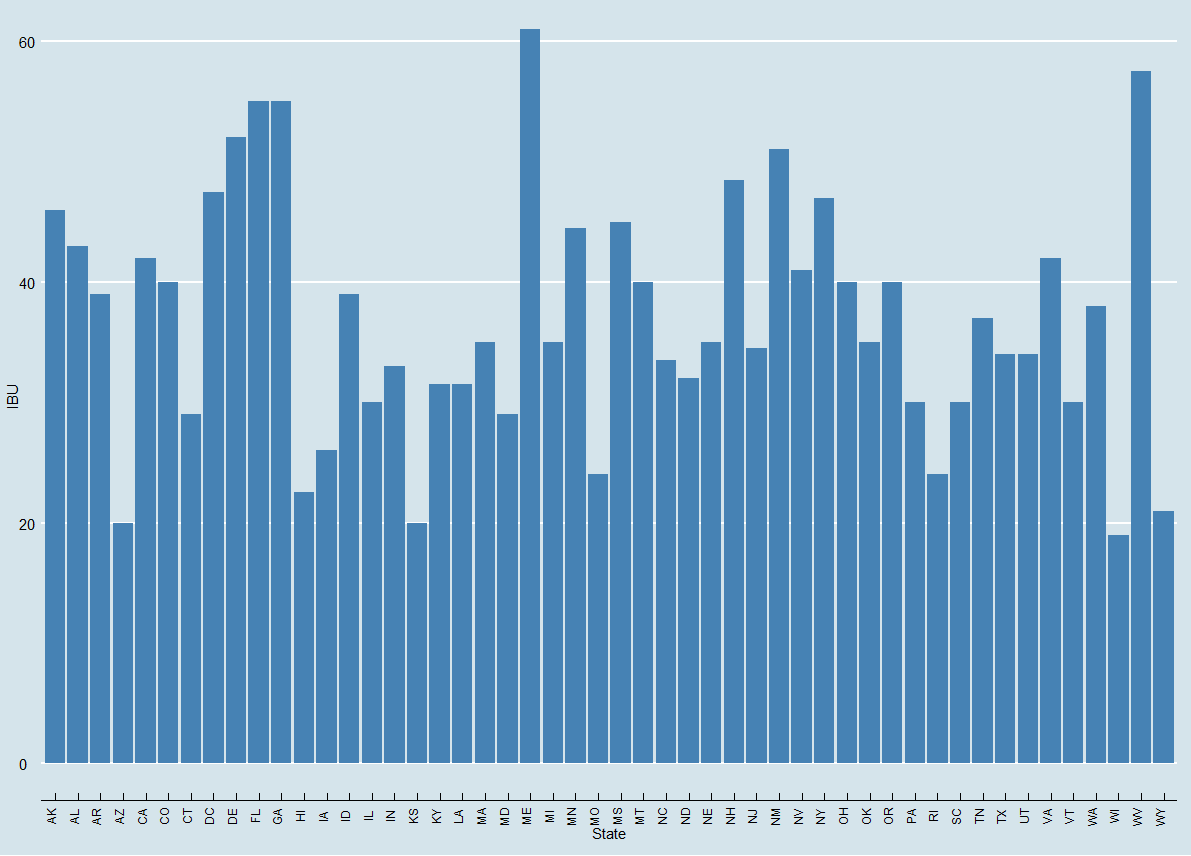 60
40
20
0
IBU
AK AL AR AZ CA CO CT DC DE FL GA HI IA ID IL IN KS KY LA MA MD ME MI MN MO MS MT NC ND NE NH NJ NM NV NY OH OK OR PA RI SC TN TX UT VA VT WA WI WV WY
State